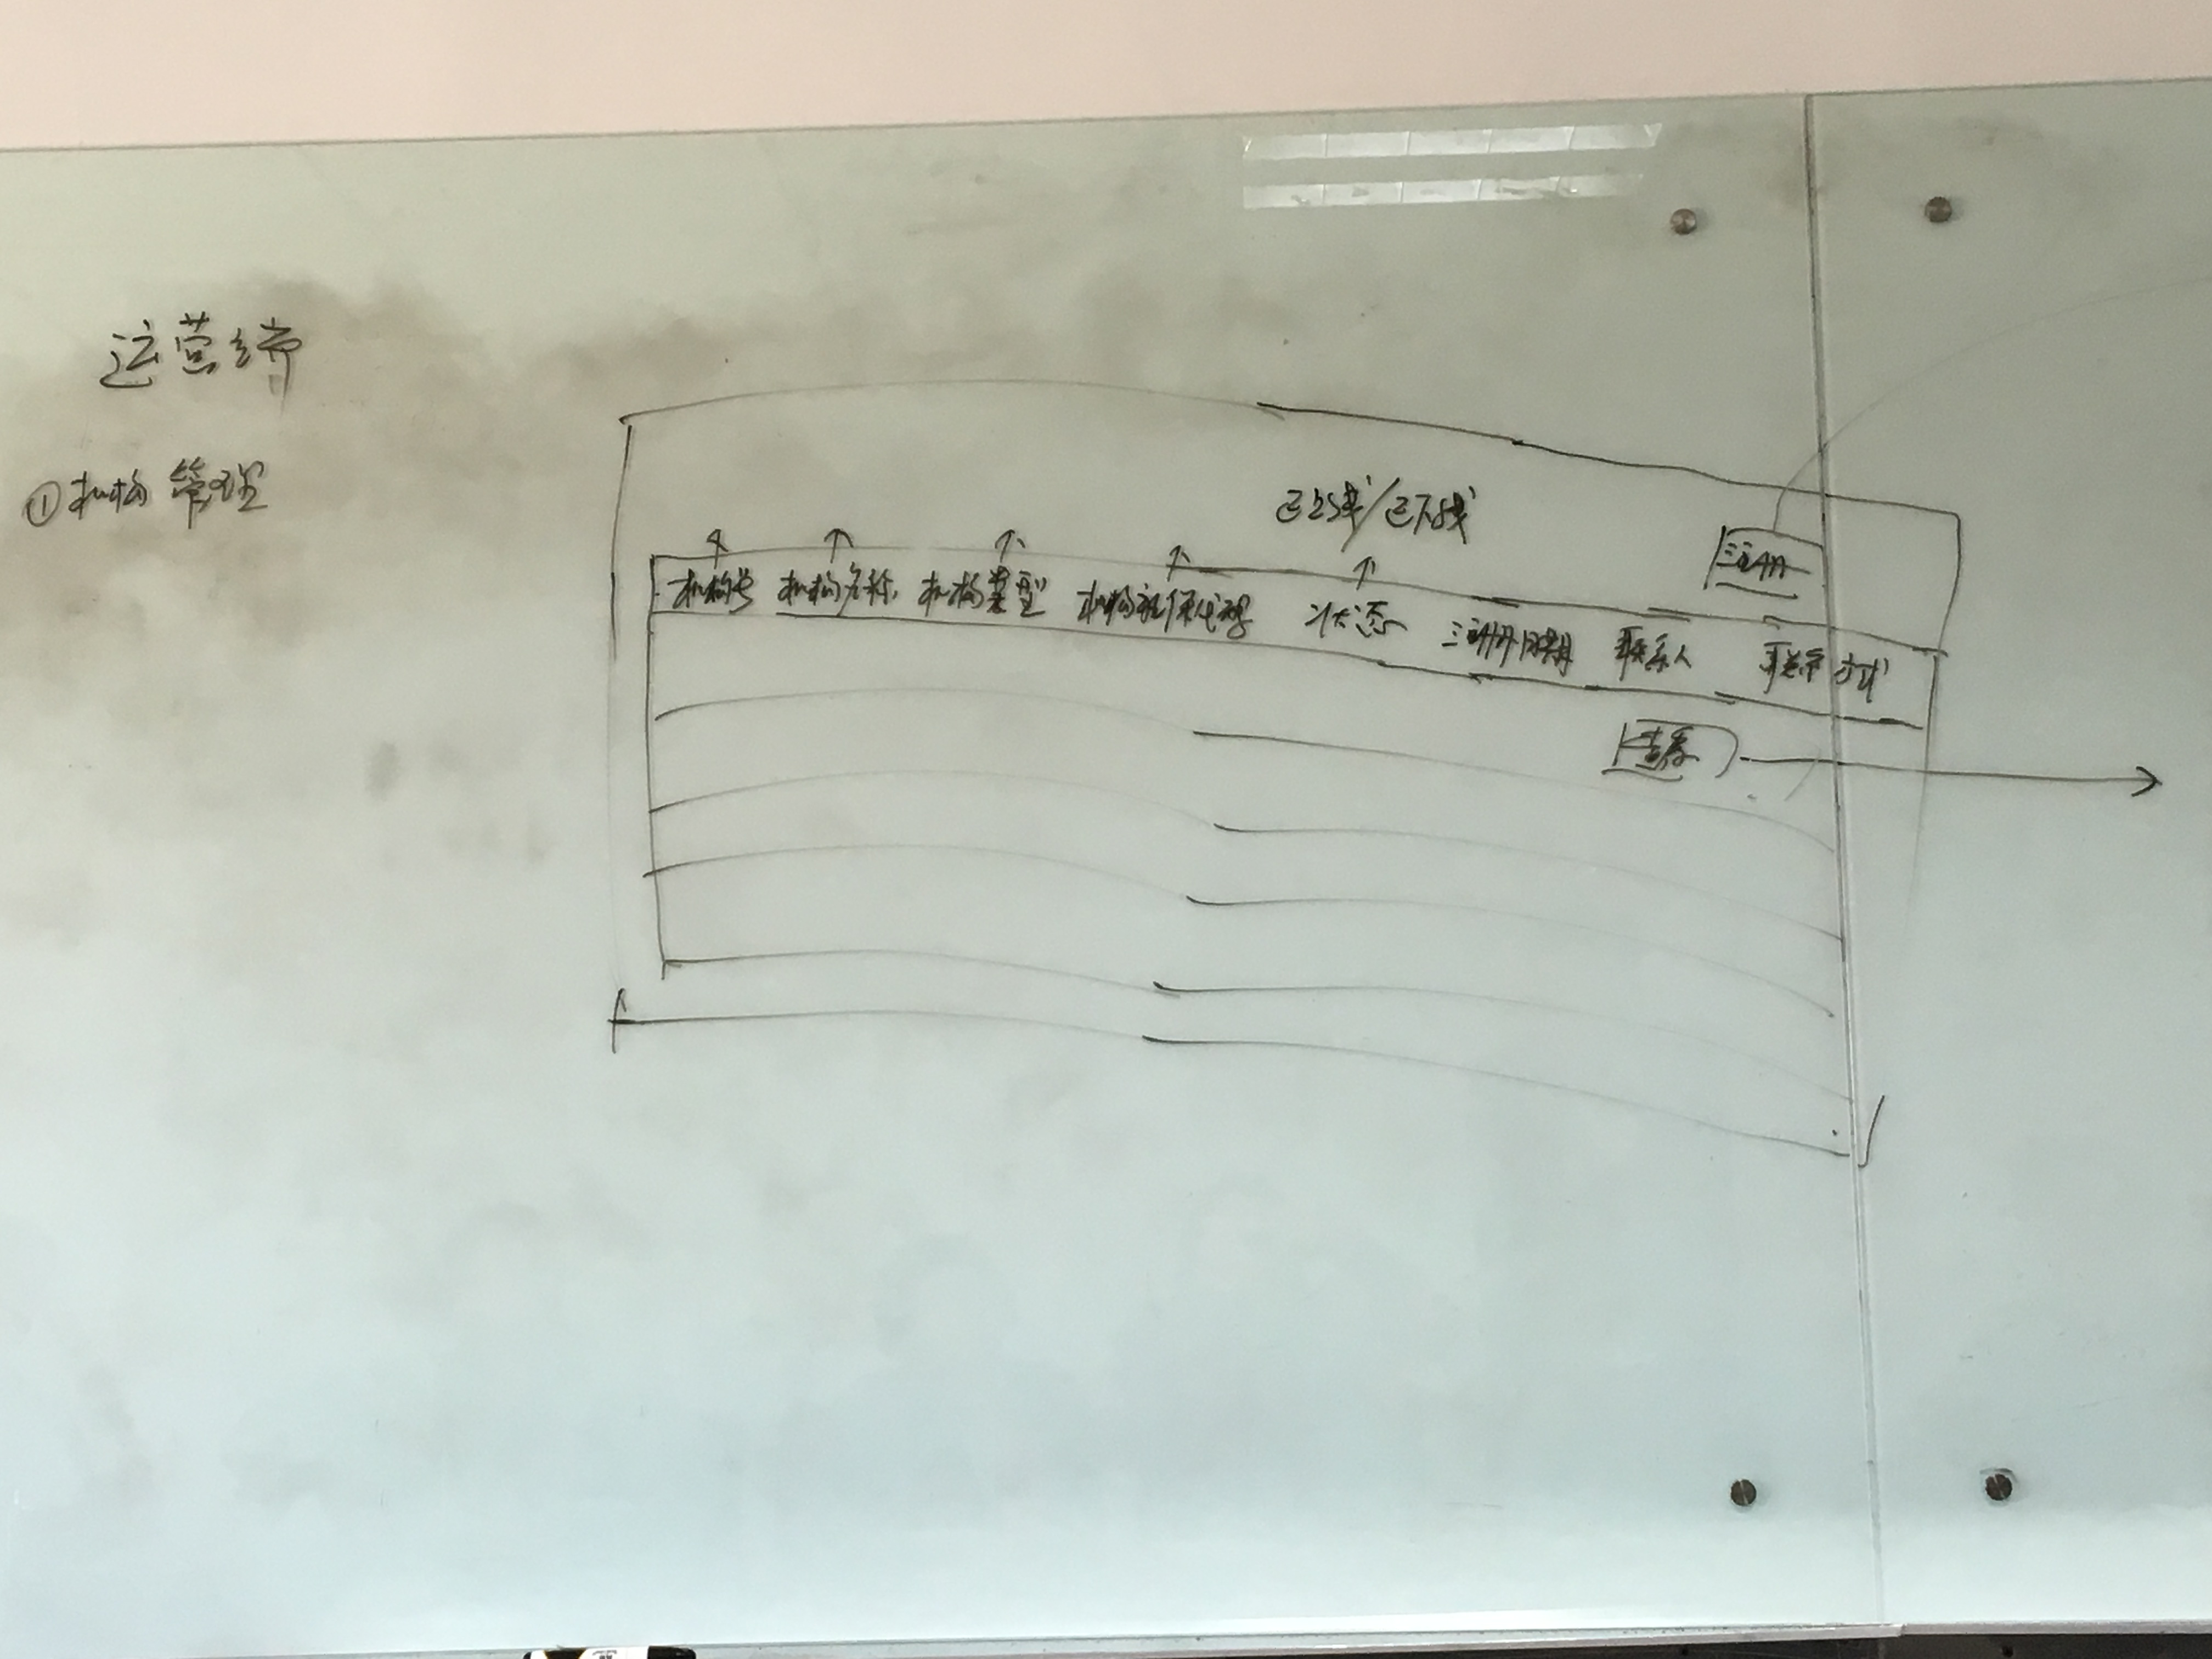 运营端
①机构管理
已上线/已下线
注册
机构号 机构名称 机构类型 机构社保代码 状态 注册日期 联系人 联系方式
查看